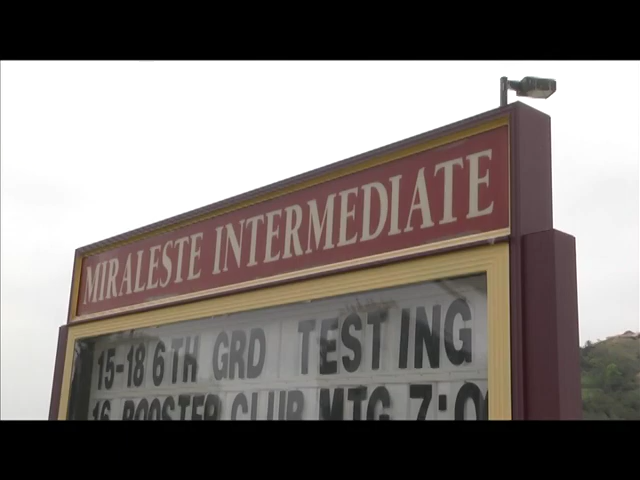 MIRALESTE INTERMEDIATE
15-18 6TH GRD TESTING
16 BOOSTER CLUB MTG 7:0